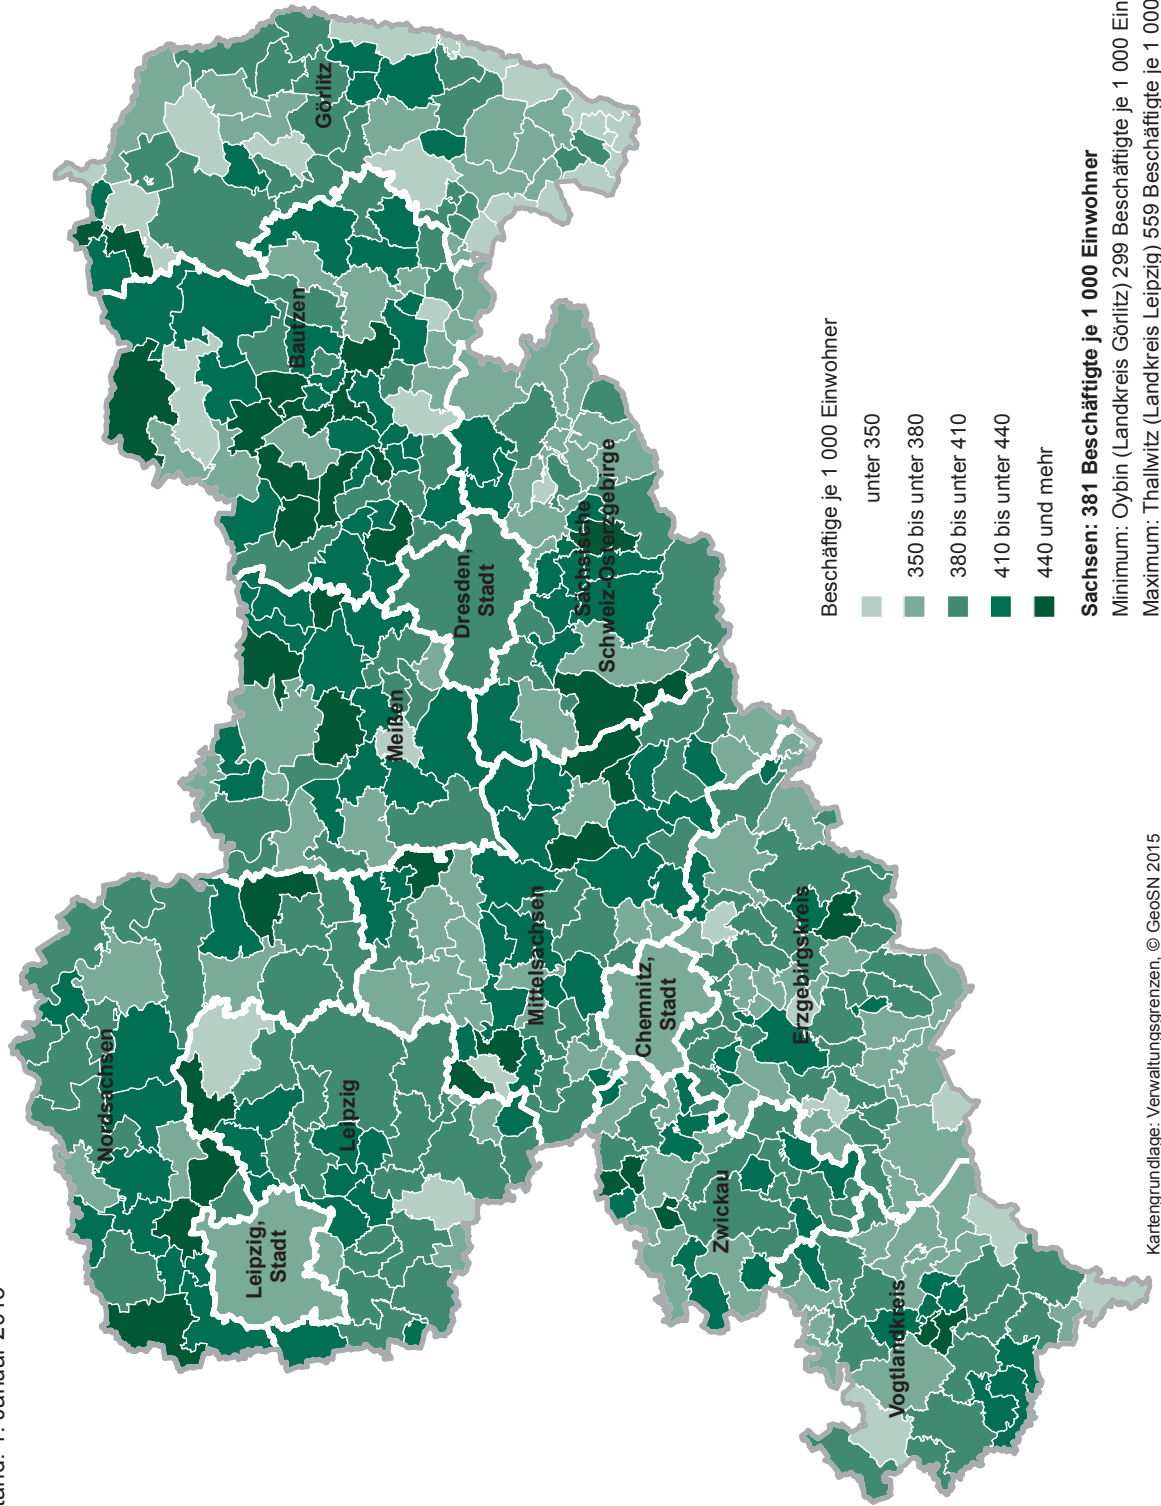 1. Januar 2015
Görlitz
Bautzen
Sächsische
Schweiz-Osterzgebirge
Dresden,
Stadt
Meißen
Nordsachsen
Leipzig
Leipzig,
Stadt
Mittelsachsen
Chemnitz,
Stadt
Erzgebirgskreis
Zwickau
Vogtlandkreis
Beschäftige je 1 000 Einwohner
unter 350
350 bis unter 380
380 bis unter 410
410 bis unter 440
440 und mehr
Sachsen: 381 Beschäftigte je 1 000 Einwohner
Minimum: Oybin (Landkreis Görlitz) 299 Beschäftigte je 1 000 Ein
Maximum: Thallwitz (Landkreis Leipzig) 559 Beschäftigte je 1 000
Kartengrundlage: Verwaltungsgrenzen, © GeoSN 2015